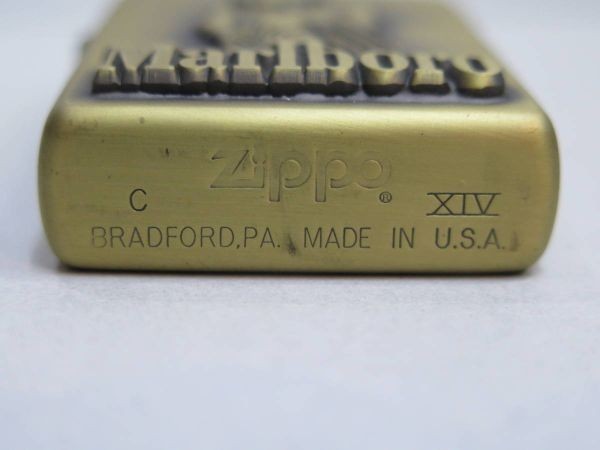 Marlboro
Zippo ®
C XIV
BRADFORD,PA. MADE IN U.S.A.